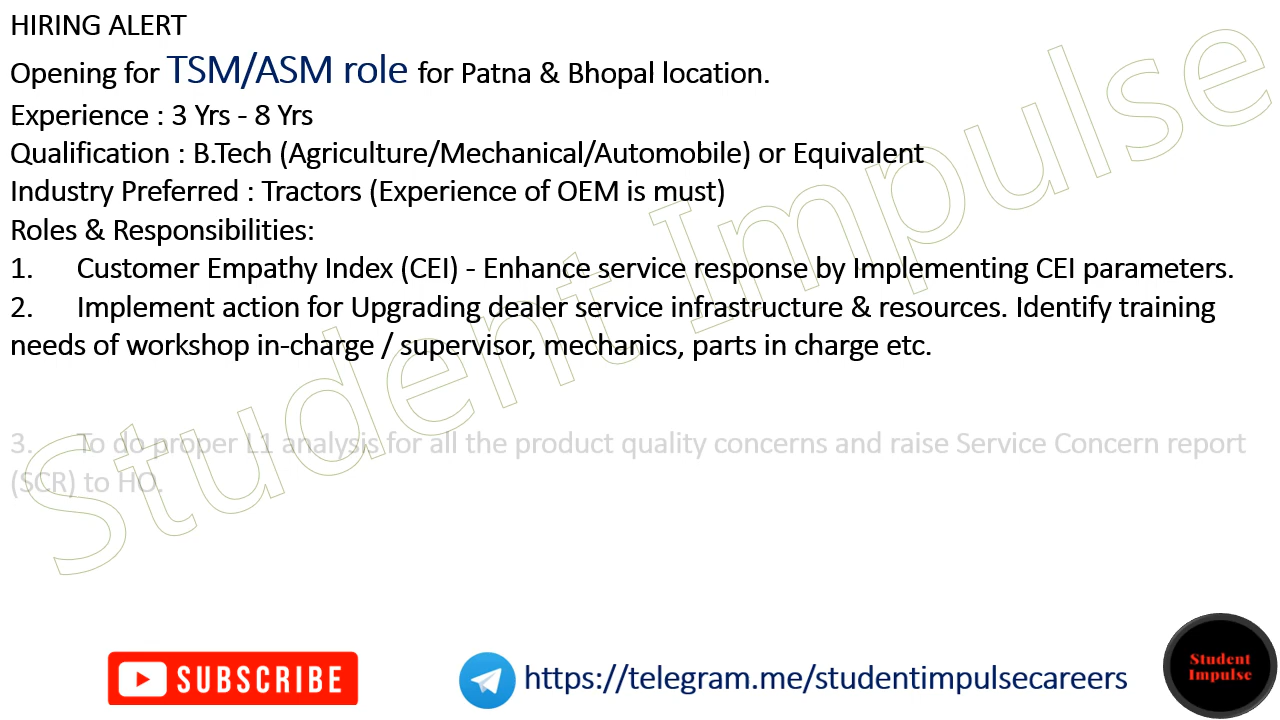 HIRING ALERT
Opening for TSM/ASM role for Patna & Bhopal location.
Experience : 3 Yrs - 8 Yrs
Qualification : B.Tech (Agriculture/Mechanical/Automobile) or Equivalent
Industry Preferred : Tractors (Experience of OEM is must)
Roles & Responsibilities:
1. Customer Empathy Index (CEI) - Enhance service response by Implementing CEI parameters.
2. Implement action for Upgrading dealer service infrastructure & resources. Identify training
needs of workshop in-charge / supervisor, mechanics, parts in charge etc.
3. To do proper L1 analysis for all the product quality concerns and raise Service Concern report
(SCR) to HO.
Student Impulse
SUBSCRIBE
https://telegram.me/studentimpulsecareers
Student
Impulse